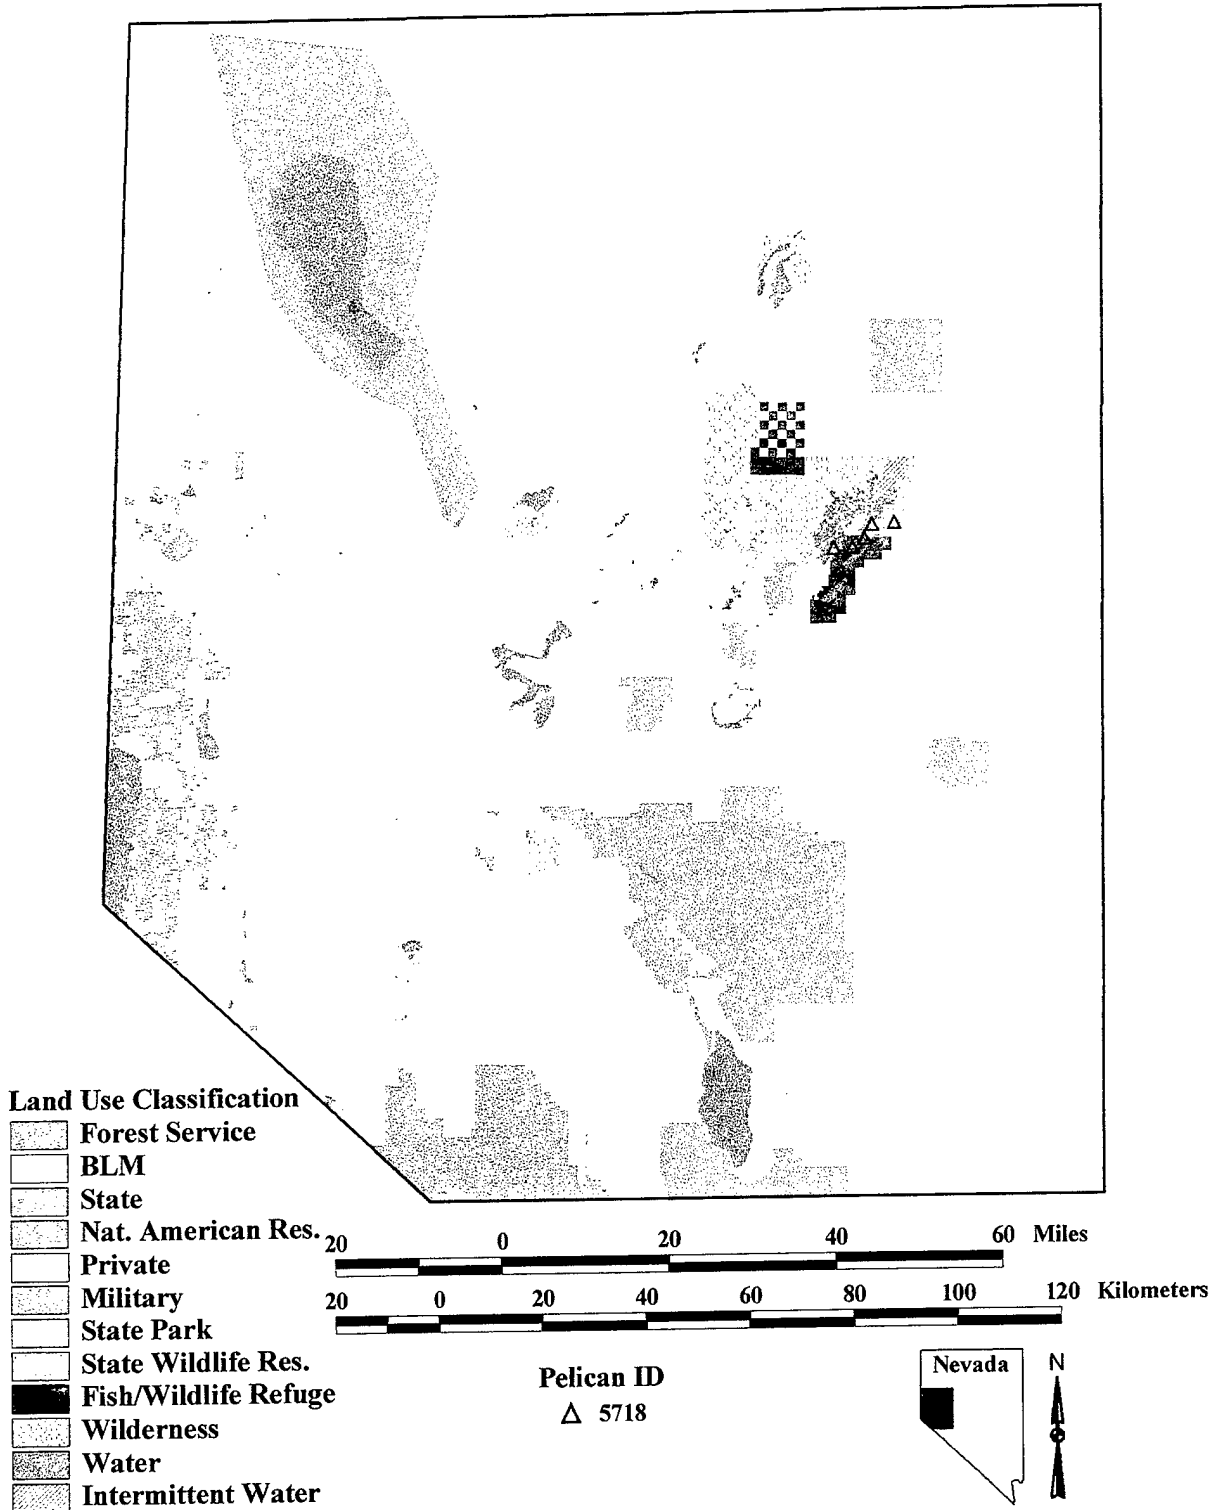 Land Use Classification
Forest Service
BLM
State
Nat. American Res.
Private
Military
State Park
State Wildlife Res.
Fish/Wildlife Refuge
Wilderness
Water
Intermittent Water
20 0 20 40 60 Miles
20 0 20 40 60 80 100 120 Kilometers
Pelican ID
5718
Nevada
N